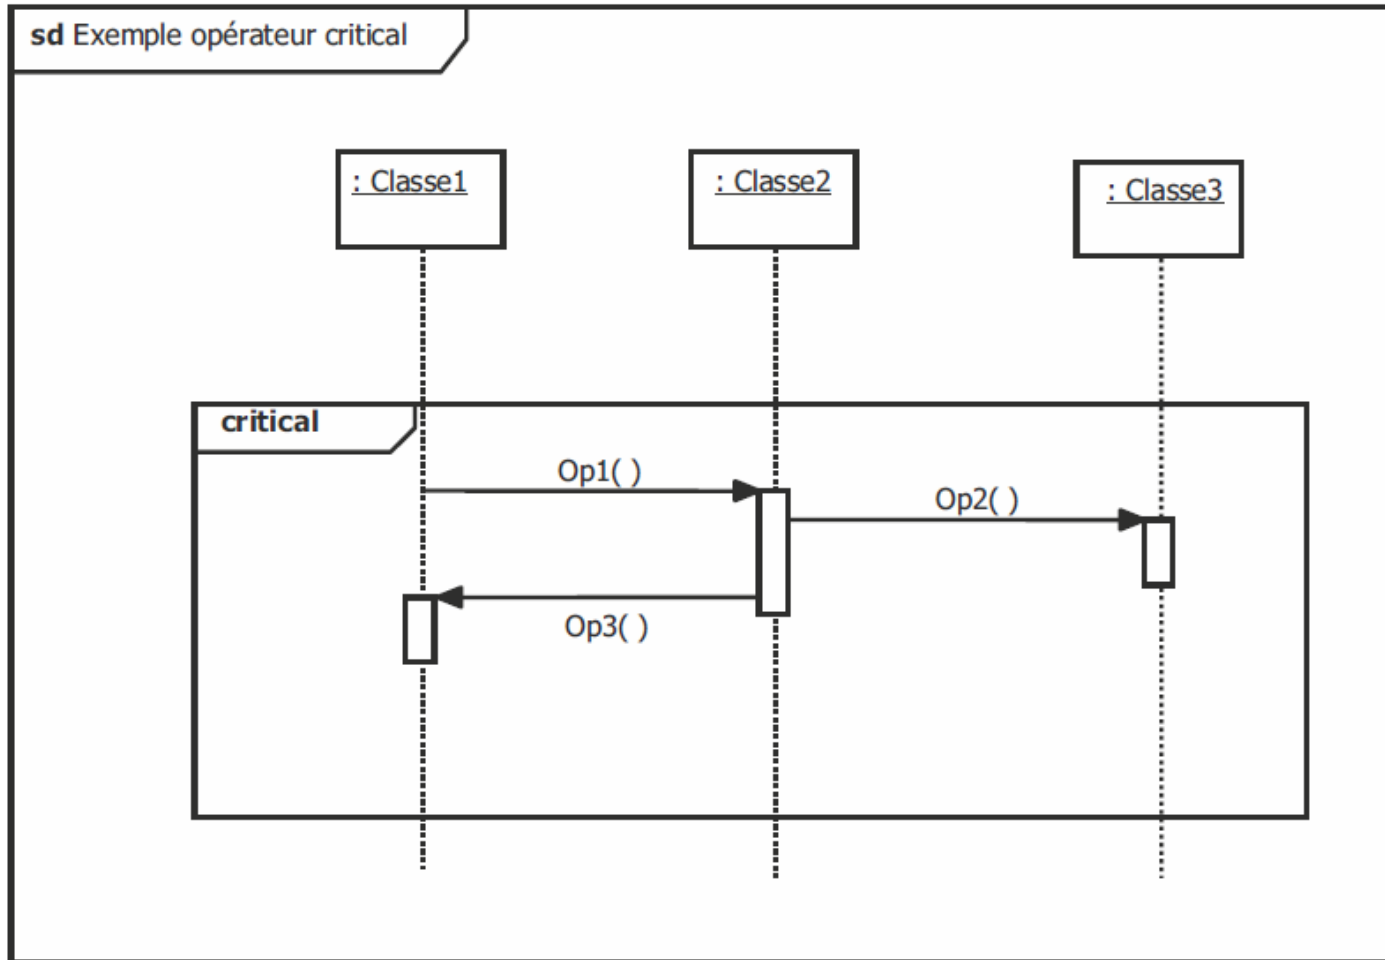 sd Exemple opérateur critical
: Classe1
: Classe2
: Classe3
critical
Op1( )
Op2( )
Op3( )